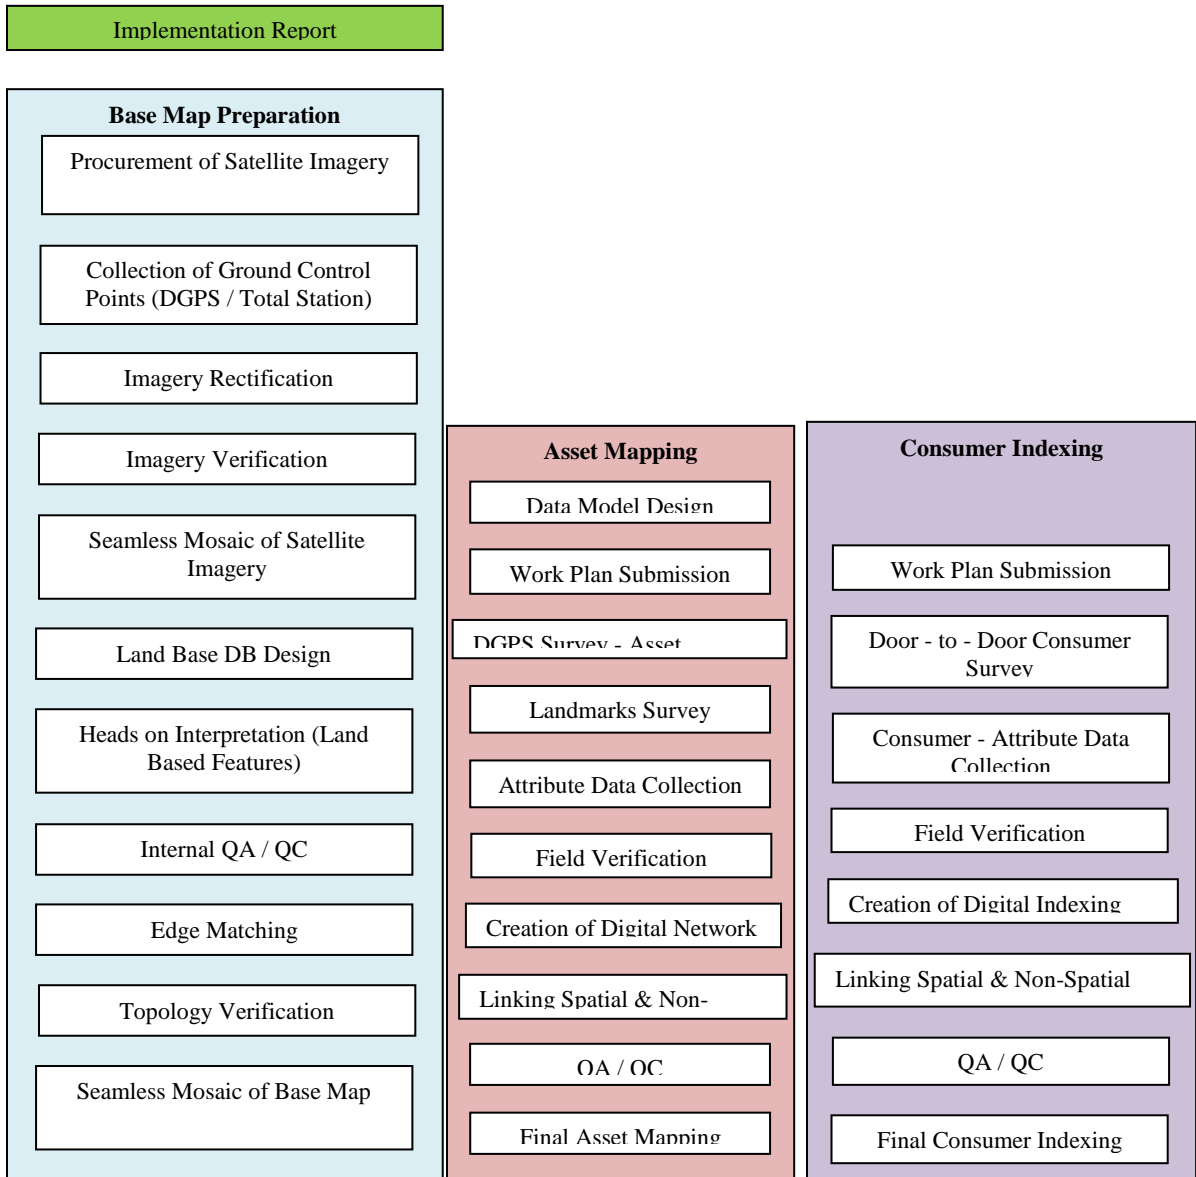 Implementation Report
Base Map Preparation
Procurement of Satellite Imagery
Collection of Ground Control
Points (DGPS / Total Station)
Imagery Rectification
Imagery Verification
Seamless Mosaic of Satellite
Imagery
Land Base DB Design
Heads on Interpretation (Land
Based Features)
Internal QA / QC
Edge Matching
Topology Verification
Seamless Mosaic of Base Map
Asset Mapping
Data Model Design
Work Plan Submission
DGPS Survey - Asset
Landmarks Survey
Attribute Data Collection
Field Verification
Creation of Digital Network
Linking Spatial & Non-
QA / QC
Final Asset Mapping
Consumer Indexing
Work Plan Submission
Door - to - Door Consumer
Survey
Consumer - Attribute Data
Collection
Field Verification
Creation of Digital Indexing
Linking Spatial & Non-Spatial
QA / QC
Final Consumer Indexing